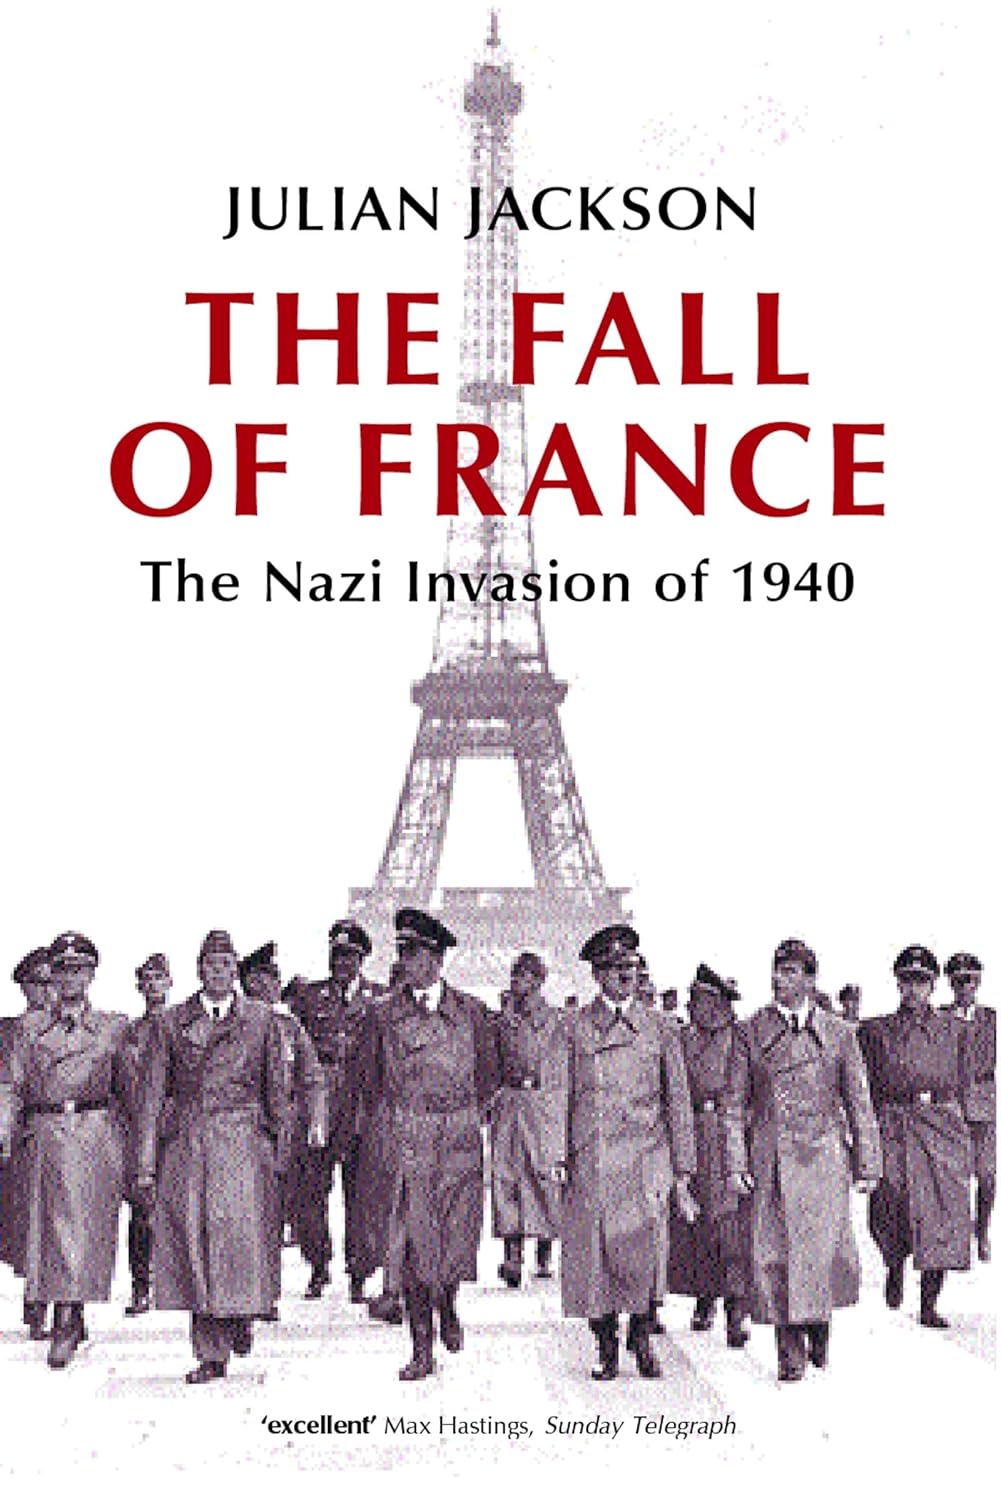 JULIAN JACKSON
THE FALL
OF FRANCE
The Nazi Invasion of 1940
‘excellent’ Max Hastings, Sunday Telegraph